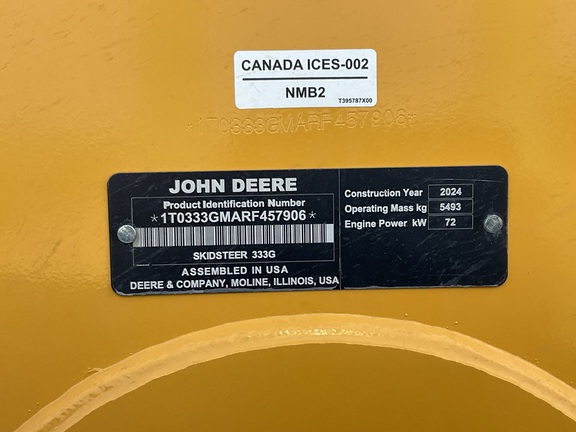 CANADA ICES-002
NMB2
T395787X00
*1T0333GMARF457906*
JOHN DEERE
Product Identification Number
*1T0333GMARF457906*
SKIDSTEER 333G
ASSEMBLED IN USA
DEERE & COMPANY, MOLINE, ILLINOIS, USA
Construction Year 2024
Operating Mass kg 5493
Engine Power kW 72